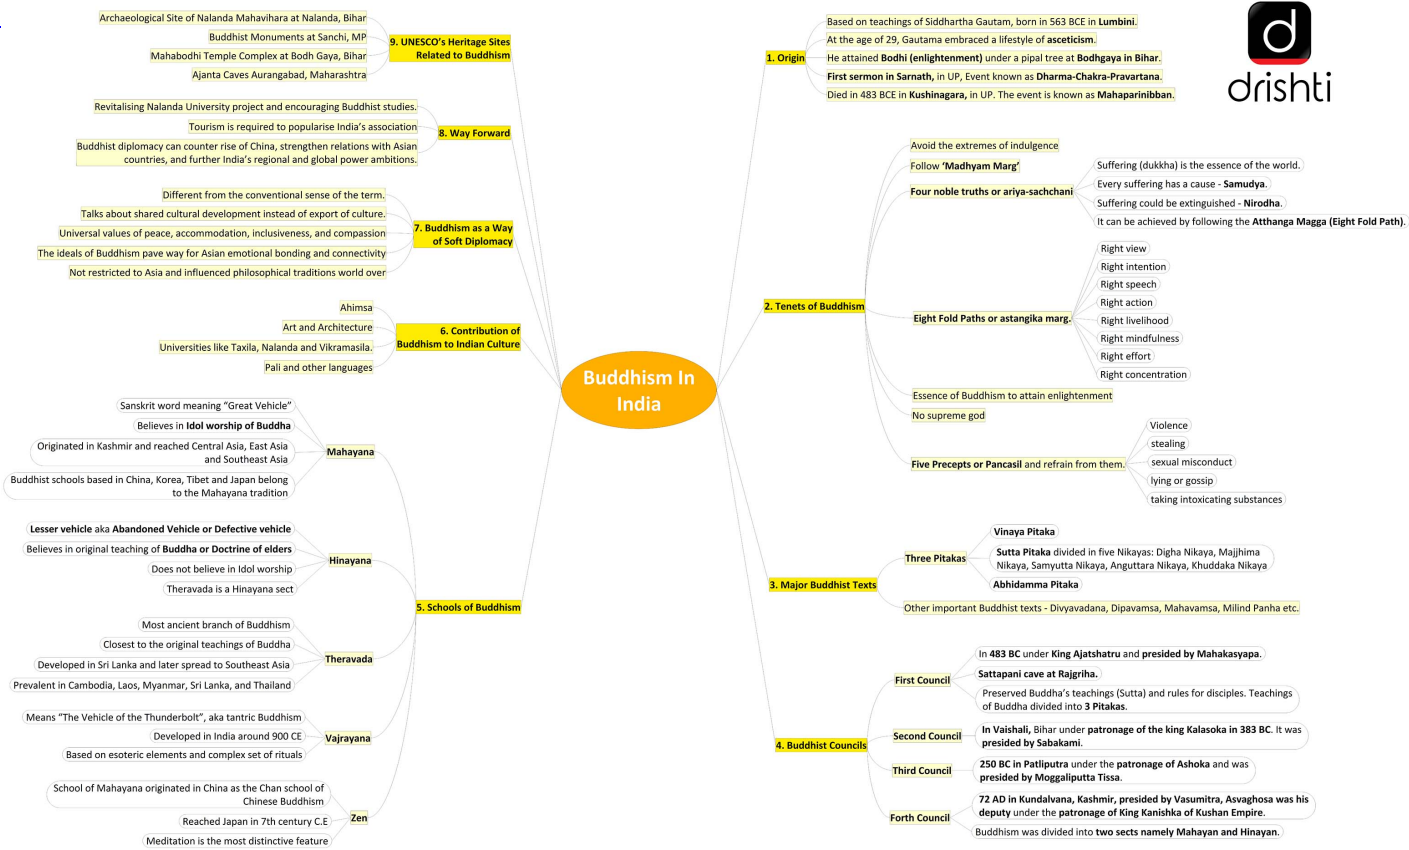 Buddhism In
India
drishti
1. Origin
Based on teachings of Siddhartha Gautam, born in 563 BCE in Lumbini.
At the age of 29, Gautama embraced a lifestyle of asceticism.
He attained Bodhi (enlightenment) under a pipal tree at Bodhgaya in Bihar.
First sermon in Sarnath, in UP, Event known as Dharma-Chakra-Pravartana.
Died in 483 BCE in Kushinagara, in UP. The event is known as Mahaparinibban.
2. Tenets of Buddhism
Avoid the extremes of indulgence
Follow ‘Madhyam Marg’
Four noble truths or ariya-sachchani
Suffering (dukkha) is the essence of the world.
Every suffering has a cause - Samudya.
Suffering could be extinguished - Nirodha.
It can be achieved by following the Atthanga Magga (Eight Fold Path).
Eight Fold Paths or astangika marg.
Right view
Right intention
Right speech
Right action
Right livelihood
Right mindfulness
Right effort
Right concentration
Essence of Buddhism to attain enlightenment
No supreme god
Five Precepts or Pancasil and refrain from them.
Violence
stealing
sexual misconduct
lying or gossip
taking intoxicating substances
3. Major Buddhist Texts
Three Pitakas
Vinaya Pitaka
Sutta Pitaka divided in five Nikayas: Digha Nikaya, Majjhima
Nikaya, Samyutta Nikaya, Anguttara Nikaya, Khuddaka Nikaya
Abhidamma Pitaka
Other important Buddhist texts - Divyavadana, Dipavamsa, Mahavamsa, Milind Panha etc.
4. Buddhist Councils
First Council
In 483 BC under King Ajatshatru and presided by Mahakasyapa.
Sattapani cave at Rajgriha.
Preserved Buddha’s teachings (Sutta) and rules for disciples. Teachings
of Buddha divided into 3 Pitakas.
Second Council
In Vaishali, Bihar under patronage of the king Kalasoka in 383 BC. It was
presided by Sabakami.
Third Council
250 BC in Patliputra under the patronage of Ashoka and was
presided by Moggaliputta Tissa.
Forth Council
72 AD in Kundalvana, Kashmir, presided by Vasumitra, Asvaghosa was his
deputy under the patronage of King Kanishka of Kushan Empire.
Buddhism was divided into two sects namely Mahayan and Hinayan.
5. Schools of Buddhism
Mahayana
Sanskrit word meaning “Great Vehicle”
Believes in Idol worship of Buddha
Originated in Kashmir and reached Central Asia, East Asia
and Southeast Asia
Buddhist schools based in China, Korea, Tibet and Japan belong
to the Mahayana tradition
Hinayana
Lesser vehicle aka Abandoned Vehicle or Defective vehicle
Believes in original teaching of Buddha or Doctrine of elders
Does not believe in Idol worship
Theravada is a Hinayana sect
Theravada
Most ancient branch of Buddhism
Closest to the original teachings of Buddha
Developed in Sri Lanka and later spread to Southeast Asia
Prevalent in Cambodia, Laos, Myanmar, Sri Lanka, and Thailand
Vajrayana
Means “The Vehicle of the Thunderbolt”, aka tantric Buddhism
Developed in India around 900 CE
Based on esoteric elements and complex set of rituals
Zen
School of Mahayana originated in China as the Chan school of
Chinese Buddhism
Reached Japan in 7th century C.E
Meditation is the most distinctive feature
6. Contribution of
Buddhism to Indian Culture
Ahimsa
Art and Architecture
Universities like Taxila, Nalanda and Vikramasila.
Pali and other languages
7. Buddhism as a Way
of Soft Diplomacy
Different from the conventional sense of the term.
Talks about shared cultural development instead of export of culture.
Universal values of peace, accommodation, inclusiveness, and compassion
The ideals of Buddhism pave way for Asian emotional bonding and connectivity
Not restricted to Asia and influenced philosophical traditions world over
8. Way Forward
Revitalising Nalanda University project and encouraging Buddhist studies.
Tourism is required to popularise India’s association
Buddhist diplomacy can counter rise of China, strengthen relations with Asian
countries, and further India’s regional and global power ambitions.
9. UNESCO’s Heritage Sites
Related to Buddhism
Archaeological Site of Nalanda Mahavihara at Nalanda, Bihar
Buddhist Monuments at Sanchi, MP
Mahabodhi Temple Complex at Bodh Gaya, Bihar
Ajanta Caves Aurangabad, Maharashtra